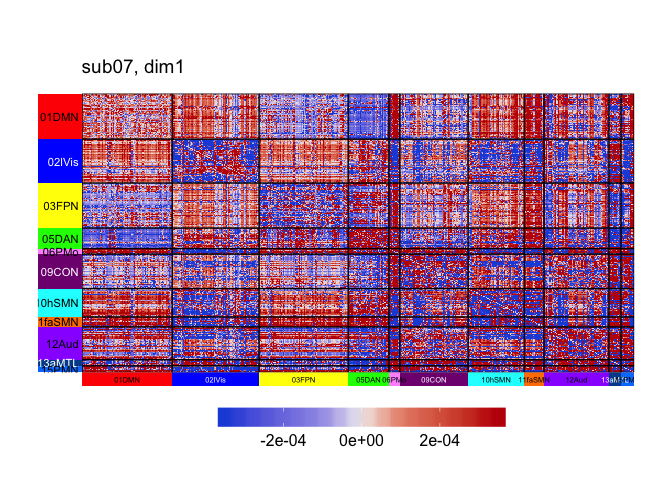 sub07, dim1
01DMN
02lVis
03FPN
05DAN
09CON
10hSMN
12Aud
13aMTL
01DMN
02lVis
03FPN
05DAN
09CON
10hSMN
11faSMN
12Aud
-2e-04 0e+00 2e-04